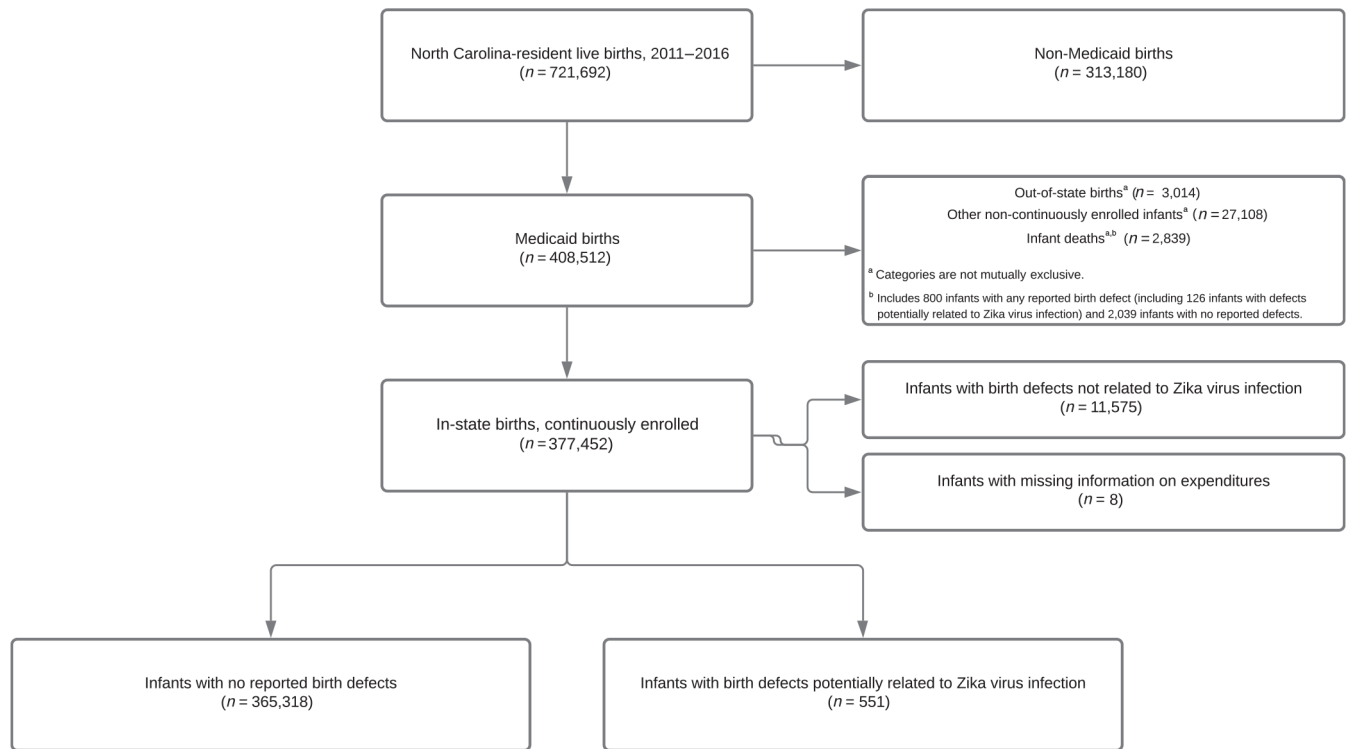 North Carolina-resident live births, 2011–2016
(n = 721,692)
Non-Medicaid births
(n = 313,180)
Medicaid births
(n = 408,512)
Out-of-state births^a (n = 3,014)
Other non-continuously enrolled infants^a (n = 27,108)
Infant deaths^a,b (n = 2,839)
^a Categories are not mutually exclusive.
^b Includes 800 infants with any reported birth defect (including 126 infants with defects
potentially related to Zika virus infection) and 2,039 infants with no reported defects.
In-state births, continuously enrolled
(n = 377,452)
Infants with birth defects not related to Zika virus infection
(n = 11,575)
Infants with missing information on expenditures
(n = 8)
Infants with no reported birth defects
(n = 365,318)
Infants with birth defects potentially related to Zika virus infection
(n = 551)